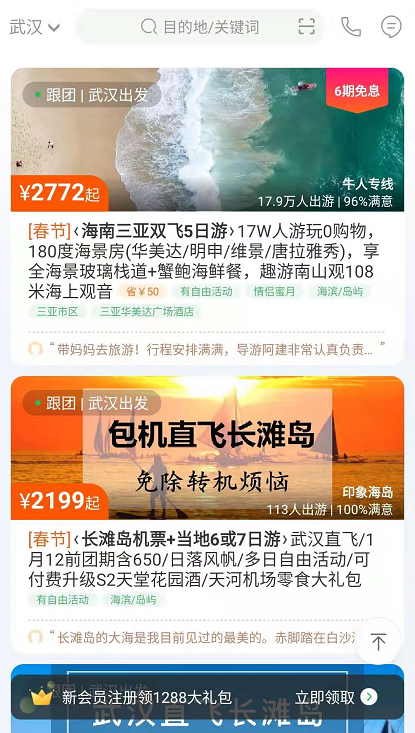 武汉
目的地/关键词
跟团 | 武汉出发
6期免息
¥2772起
牛人专线
17.9万人出游 | 96%满意
[春节]‹海南三亚双飞5日游›17W人游玩0购物，
180度海景房(华美达/明申/维景/唐拉雅秀)，享
全海景玻璃栈道+蟹鲍海鲜餐，趣游南山观108
米海上观音 省￥50 有自由活动 情侣蜜月 海滨/岛屿
三亚市区 三亚华美达广场酒店
“带妈妈去旅游！行程安排满满，导游阿建非常认真负责... ”
跟团 | 武汉出发
包机直飞长滩岛
免除转机烦恼
¥2199起
印象海岛
113人出游 | 100%满意
[春节]‹长滩岛机票+当地6或7日游›武汉直飞/1
月12前团期含650/日落风帆/多日自由活动/可
付费升级S2天堂花园酒/天河机场零食大礼包
有自由活动 海滨/岛屿
“长滩岛的大海是我目前见过的最美的。赤脚踏在白沙
跟团 | 武汉出发
新会员注册领1288大礼包 立即领取
武汉直飞长滩岛